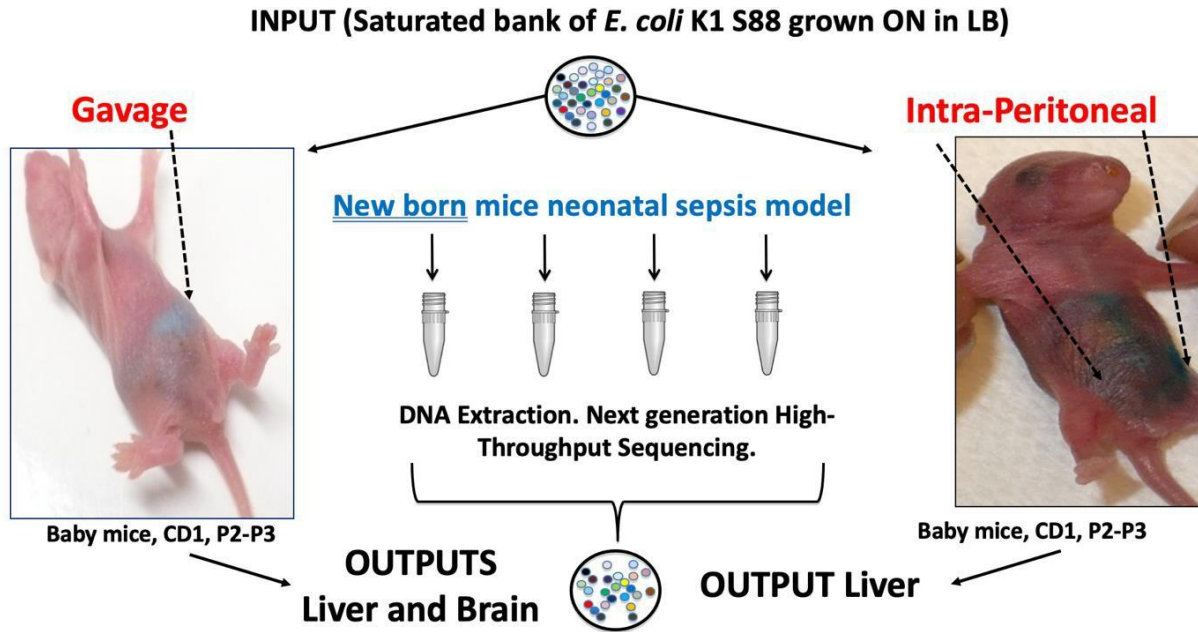 INPUT (Saturated bank of E. coli K1 S88 grown ON in LB)
Gavage
Intra-Peritoneal
New born mice neonatal sepsis model
DNA Extraction. Next generation High-
Throughput Sequencing.
Baby mice, CD1, P2-P3
Baby mice, CD1, P2-P3
OUTPUTS
Liver and Brain
OUTPUT Liver